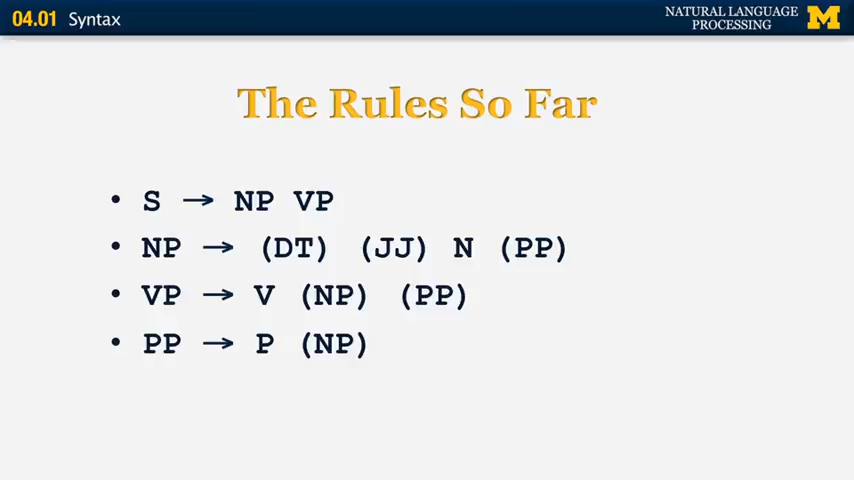 04.01 Syntax
NATURAL LANGUAGE
PROCESSING
M
The Rules So Far
• S → NP VP
• NP → (DT) (JJ) N (PP)
• VP → V (NP) (PP)
• PP → P (NP)